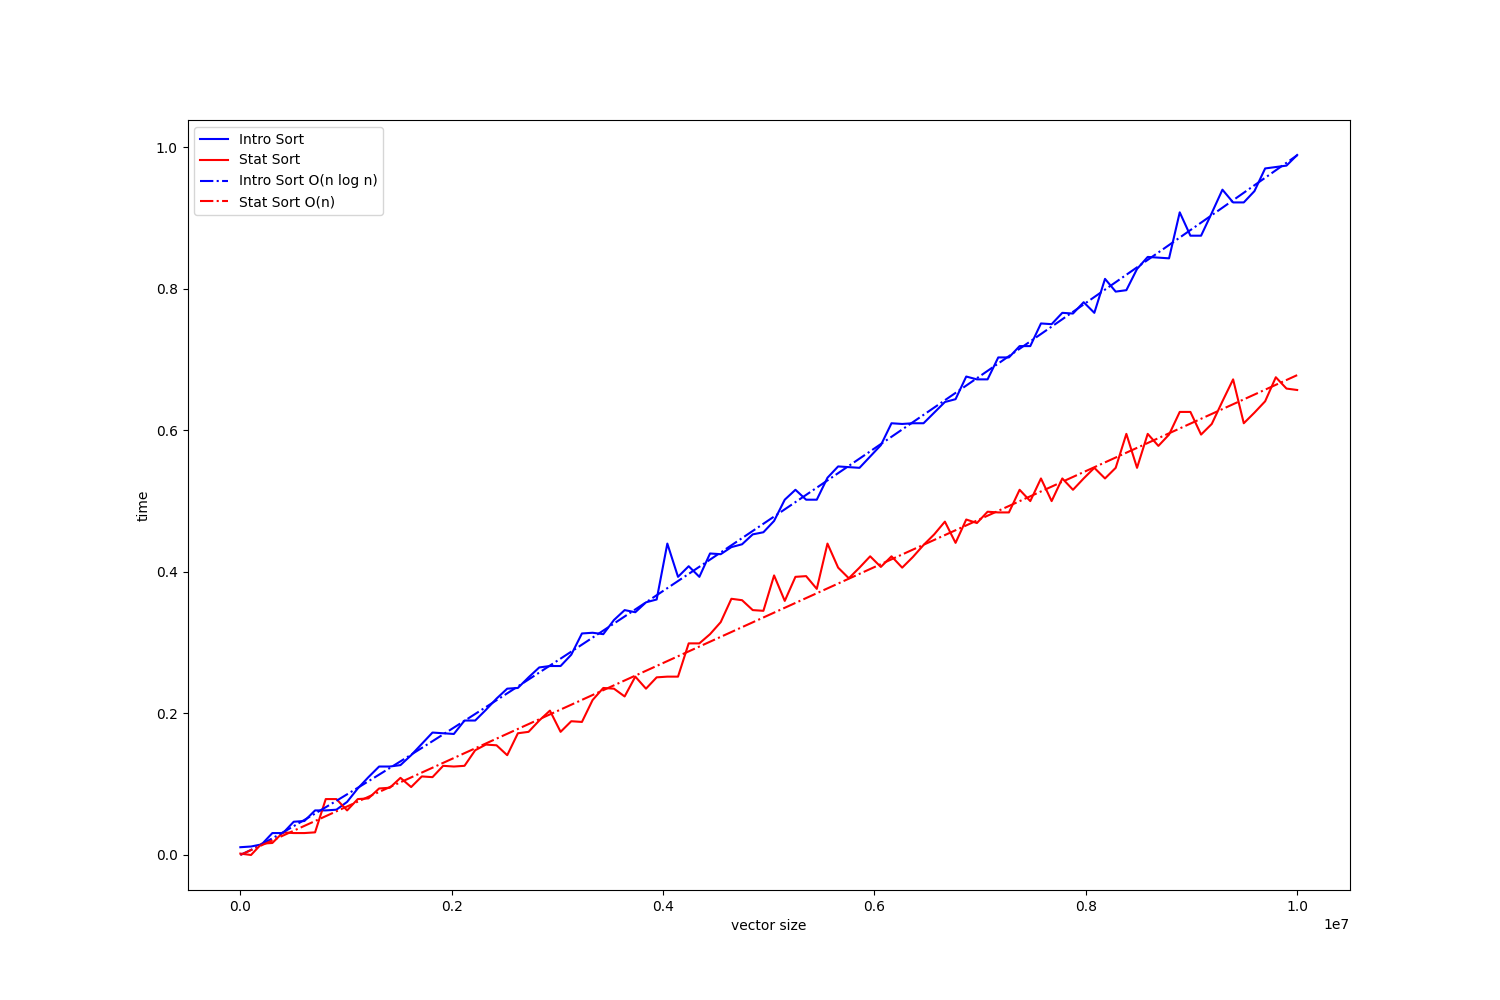 Intro Sort
Stat Sort
Intro Sort O(n log n)
Stat Sort O(n)
1.0
0.8
0.6
0.4
0.2
0.0
time
0.0 0.2 0.4 0.6 0.8 1.0
1e7
vector size